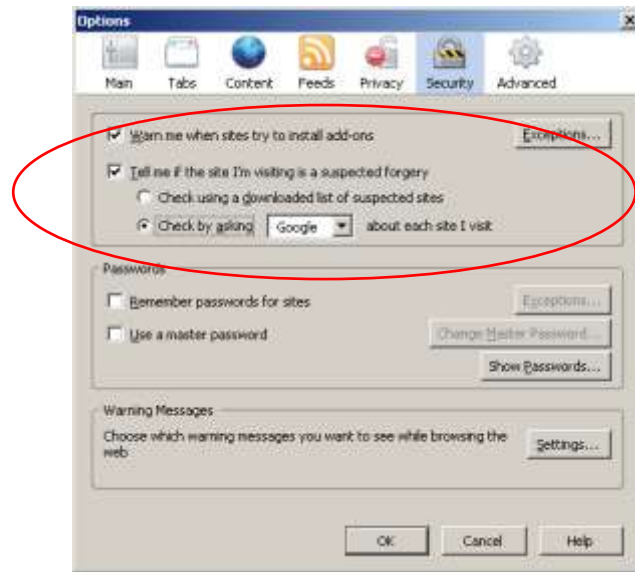 Options
Main Tabs Content Feeds Privacy Security Advanced
Warn me when sites try to install add-ons Exceptions...
Tell me if the site I'm visiting is a suspected forgery
Check using a downloaded list of suspected sites
Check by asking Google about each site I visit
Passwords
Remember passwords for sites Exceptions...
Use a master password Change Master Password...
Show Passwords...
Warning Messages
Choose which warning messages you want to see while browsing the
web Settings...
OK Cancel Help